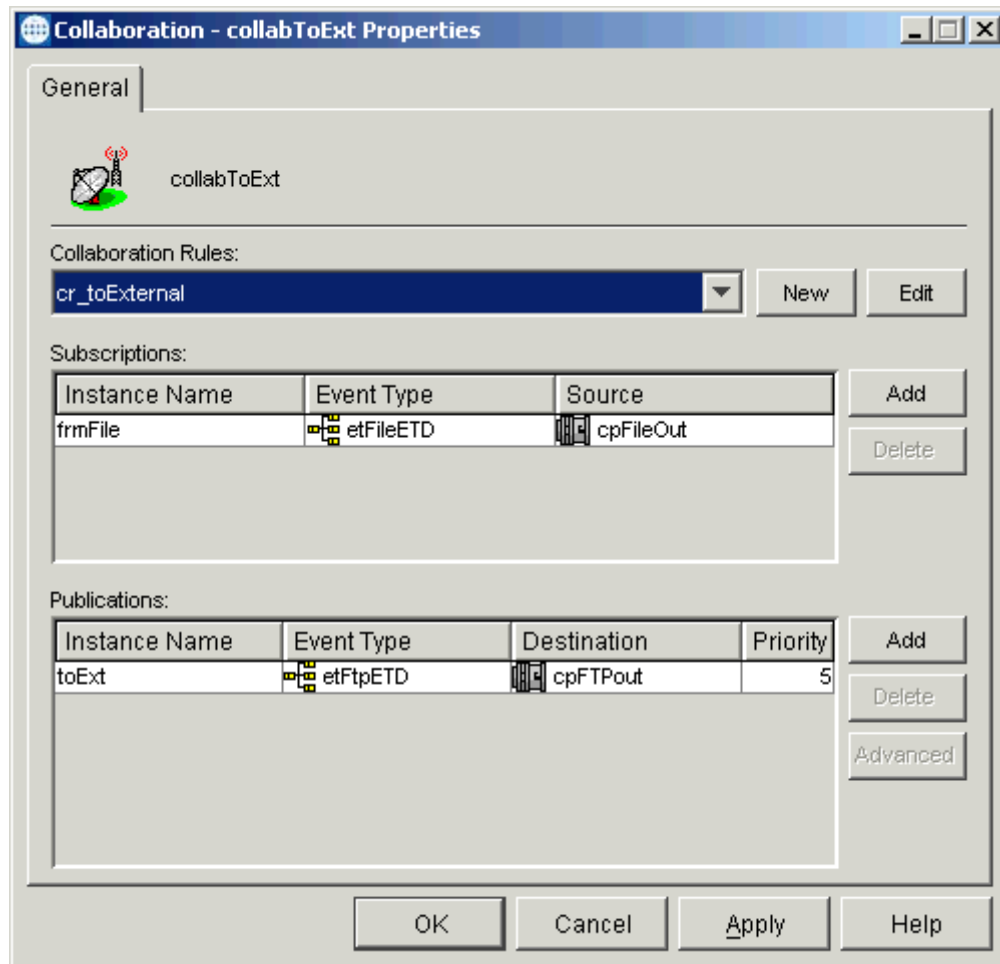 Collaboration - collabToExt Properties
General
collabToExt
Collaboration Rules:
cr_toExternal New Edit
Subscriptions:
Instance Name Event Type Source Add
frmFile etFileETD cpFileOut
Delete
Publications:
Instance Name Event Type Destination Priority Add
toExt etFtpETD cpFTPout 5
Delete
Advanced
OK Cancel Apply Help